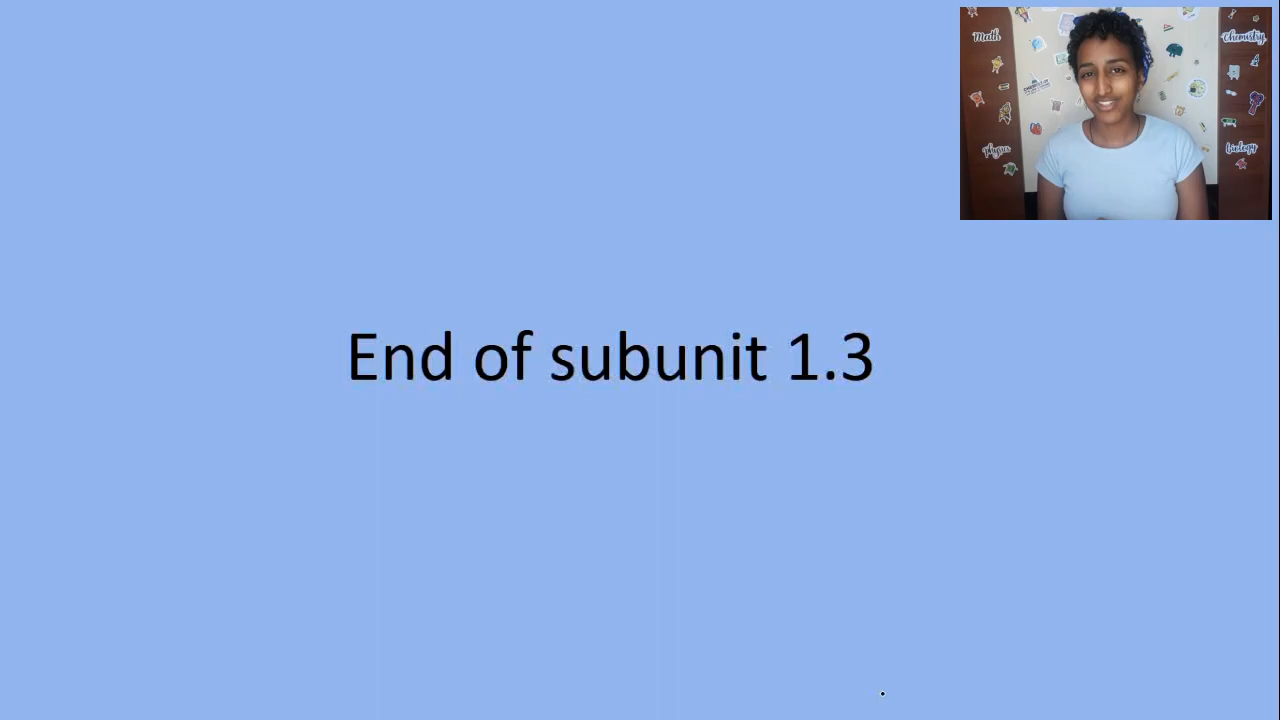 Math
Chemistry
End of subunit 1.3
physics
biology